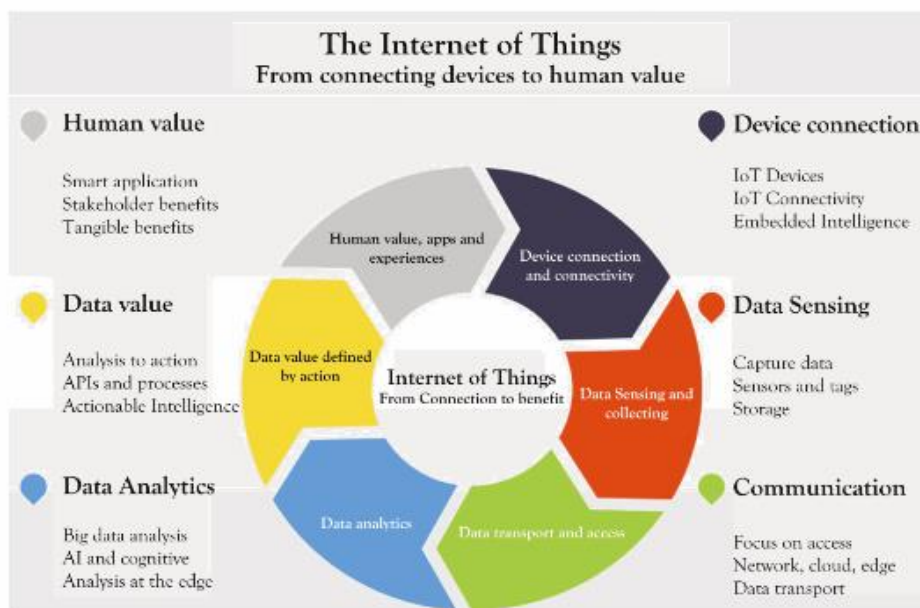 The Internet of Things
From connecting devices to human value
Human value
Smart application
Stakeholder benefits
Tangible benefits
Data value
Analysis to action
APIs and processes
Actionable Intelligence
Data Analytics
Big data analysis
AI and cognitive
Analysis at the edge
Human value, apps and
experiences
Device connection
and connectivity
Data Sensing and
collecting
Data transport and access
Data analytics
Data value defined
by action
Internet of Things
From Connection to benefit
Device connection
IoT Devices
IoT Connectivity
Embedded Intelligence
Data Sensing
Capture data
Sensors and tags
Storage
Communication
Focus on access
Network, cloud, edge
Data transport